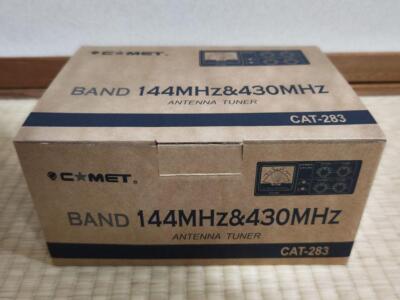 COMET.
BAND 144MHz&430MHz
ANTENNA TUNER
CAT-283
COMET.
BAND 144MHz&430MHz
ANTENNA TUNER
CAT-283